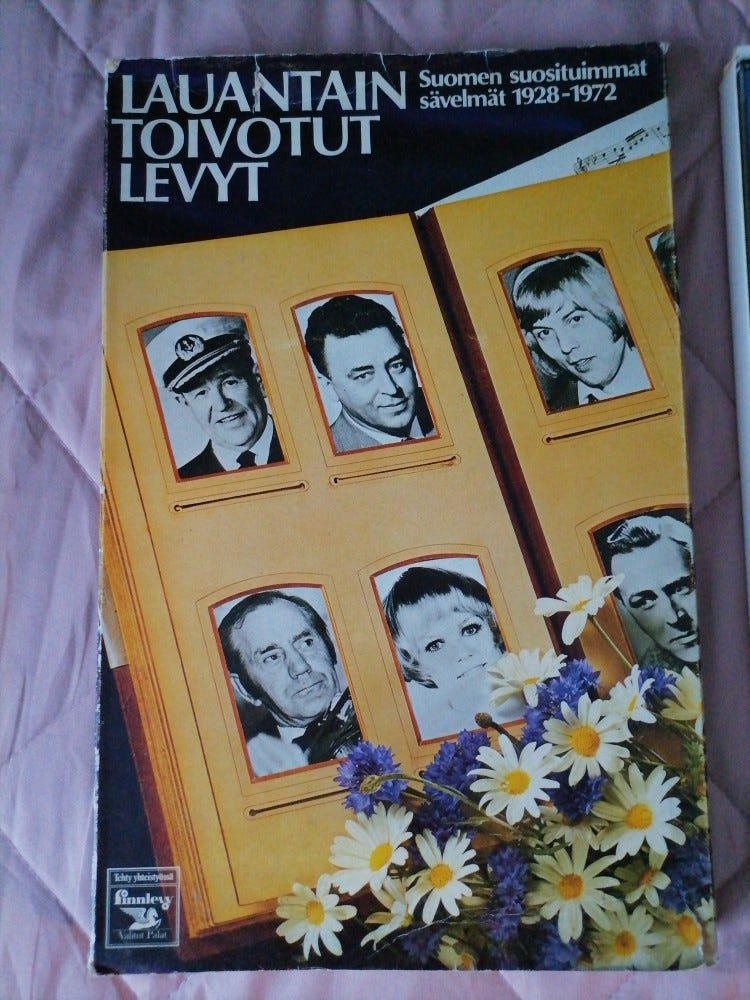 LAUANTAIN
TOIVOTUT
LEVYT
Suomen suosituimmat
sävelmät 1928-1972
Tehty yhteistyössä
finnlevy
Valitut Palat